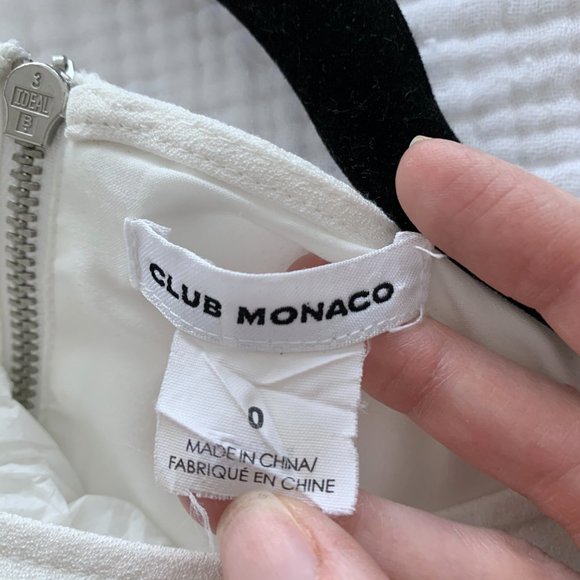 3
IDEAL
B
CLUB MONACO
0
MADE IN CHINA/
FABRIQUÉ EN CHINE